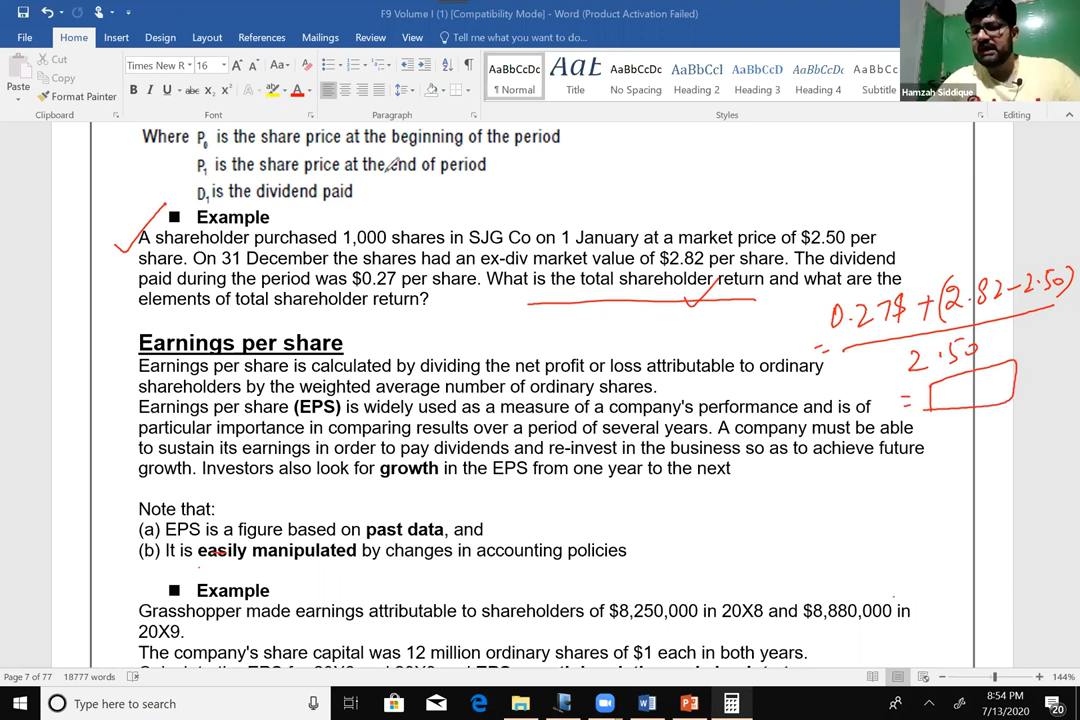 F9 Volume I (1) [Compatibility Mode] - Word (Product Activation Failed)
File Home Insert Design Layout References Mailings Review View Tell me what you want to do...
Cut
Copy
Format Painter
Paste
Clipboard
Times New R 16
Font
Paragraph
AaBbCcDc AaB AaBbCcDc AaBbCcI AaBbCcD AaBbCcDc AaBbCc
¶ Normal Title No Spacing Heading 2 Heading 3 Heading 4 Subtitle
Styles
Editing
Hamzah Siddique
Where P0 is the share price at the beginning of the period
P1 is the share price at the end of period
D1 is the dividend paid
Example
A shareholder purchased 1,000 shares in SJG Co on 1 January at a market price of $2.50 per
share. On 31 December the shares had an ex-div market value of $2.82 per share. The dividend
paid during the period was $0.27 per share. What is the total shareholder return and what are the
elements of total shareholder return?
= 0.27$ + (2.82-2.50)
2.50
=
Earnings per share
Earnings per share is calculated by dividing the net profit or loss attributable to ordinary
shareholders by the weighted average number of ordinary shares.
Earnings per share (EPS) is widely used as a measure of a company's performance and is of
particular importance in comparing results over a period of several years. A company must be able
to sustain its earnings in order to pay dividends and re-invest in the business so as to achieve future
growth. Investors also look for growth in the EPS from one year to the next
Note that:
(a) EPS is a figure based on past data, and
(b) It is easily manipulated by changes in accounting policies
Example
Grasshopper made earnings attributable to shareholders of $8,250,000 in 20X8 and $8,880,000 in
20X9.
The company's share capital was 12 million ordinary shares of $1 each in both years.
Page 7 of 77 18777 words 144%
Type here to search
8:54 PM
7/13/2020
20